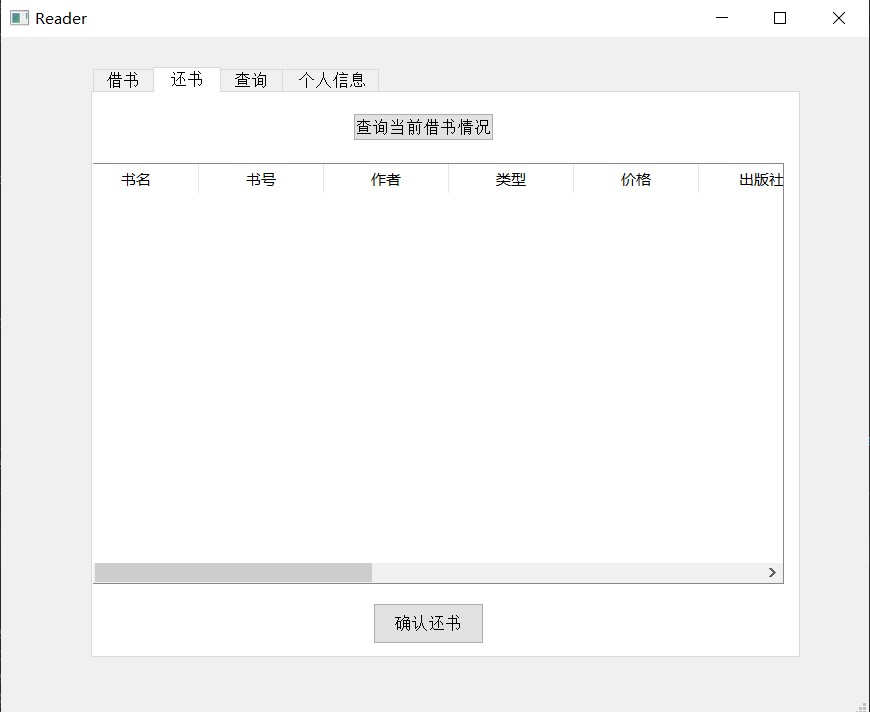 Reader
借书 还书 查询 个人信息
查询当前借书情况
书名 书号 作者 类型 价格 出版社
确认还书